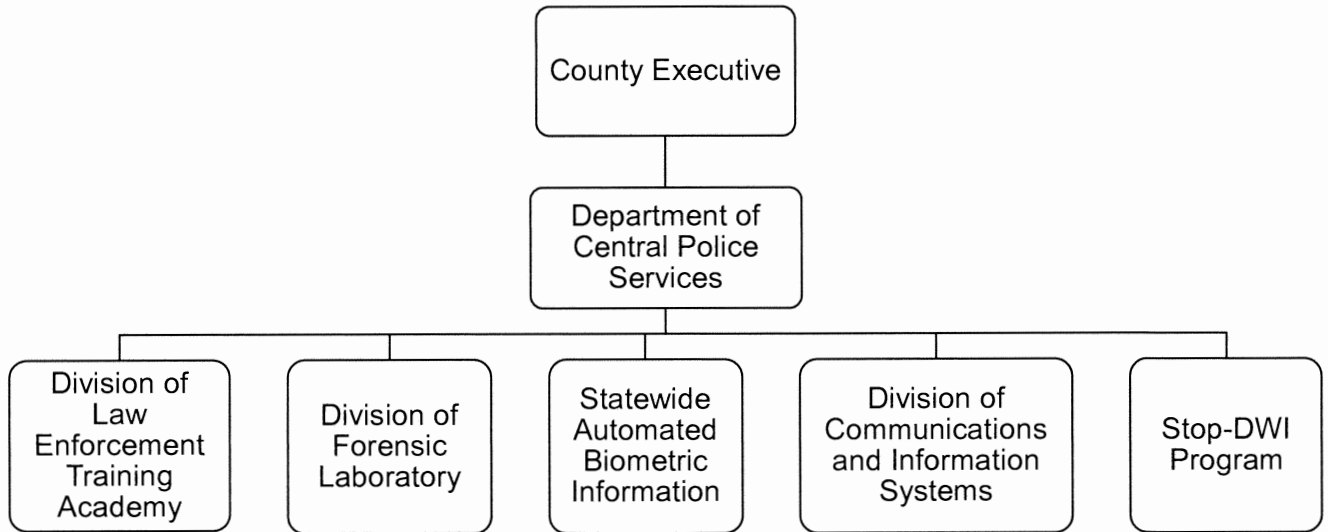 County Executive
Department of
Central Police
Services
Division of
Law
Enforcement
Training
Academy
Division of
Forensic
Laboratory
Statewide
Automated
Biometric
Information
Division of
Communications
and Information
Systems
Stop-DWI
Program